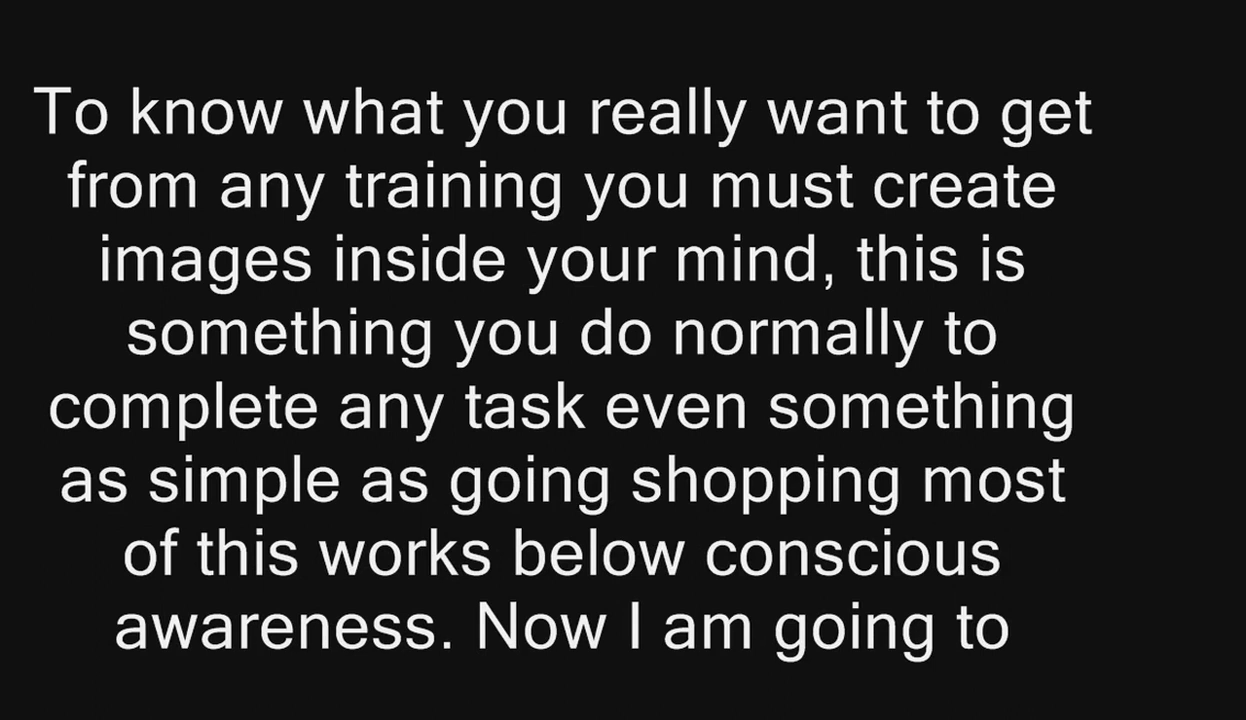 To know what you really want to get
from any training you must create
images inside your mind, this is
something you do normally to
complete any task even something
as simple as going shopping most
of this works below conscious
awareness. Now I am going to